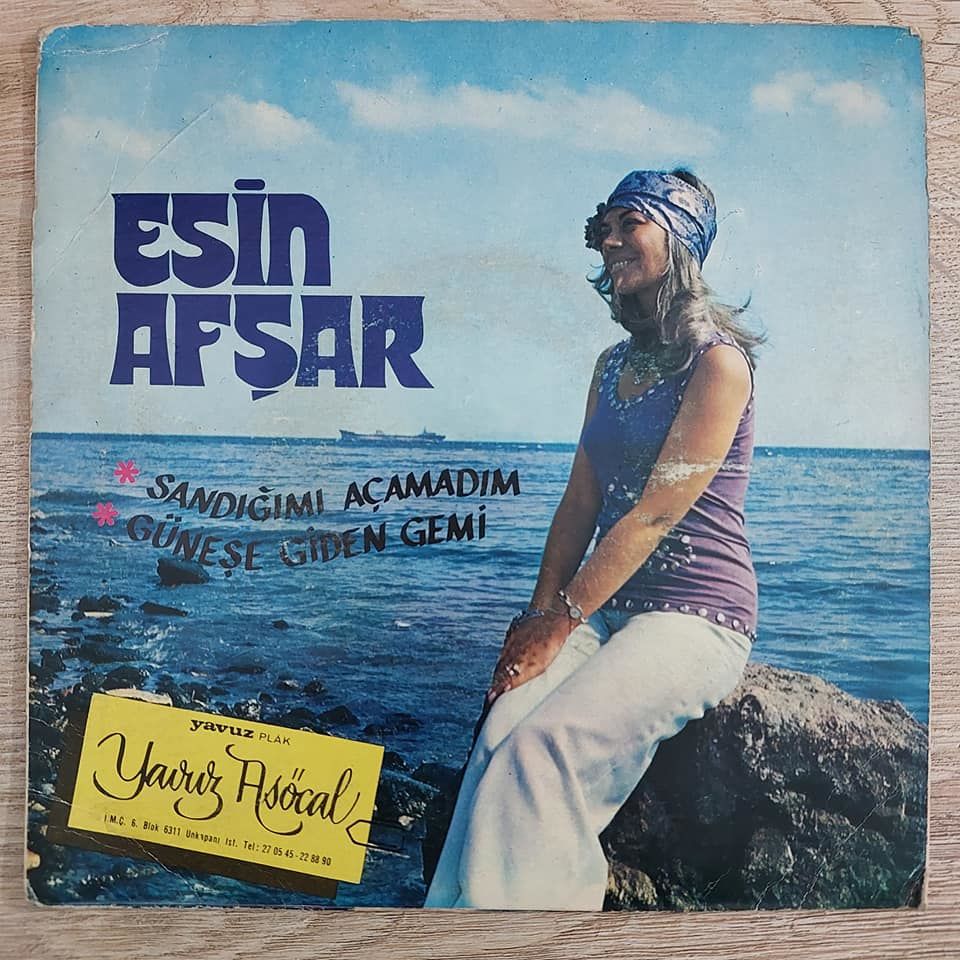 ESİN
AFŞAR
* SANDIĞIMI AÇAMADIM
* GÜNEŞE GİDEN GEMİ
yavuz PLAK
Yavuz Asöcal
İ.M.Ç. 6. Blok 6311 Unkapanı İst. Tel: 27 05 45 - 22 88 90